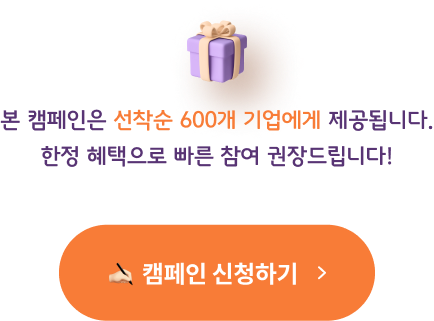 본 캠페인은 선착순 600개 기업에게 제공됩니다.
한정 혜택으로 빠른 참여 권장드립니다!
캠페인 신청하기 >